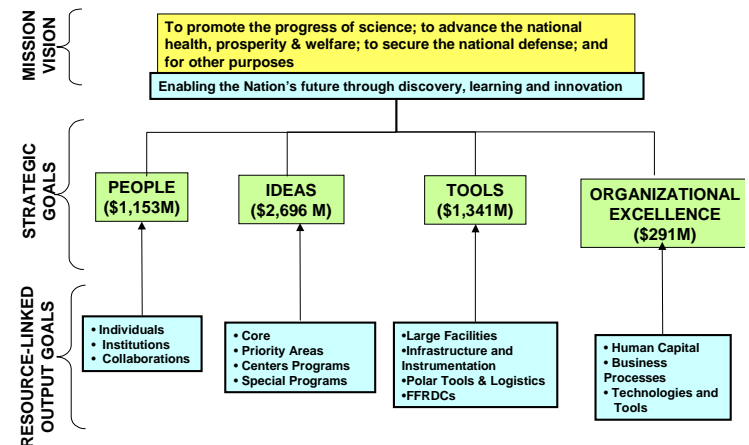 MISSION
VISION
To promote the progress of science; to advance the national
health, prosperity & welfare; to secure the national defense; and
for other purposes
Enabling the Nation's future through discovery, learning and innovation
STRATEGIC
GOALS
PEOPLE
($1,153M)
IDEAS
($2,696 M)
TOOLS
($1,341M)
ORGANIZATIONAL
EXCELLENCE
($291M)
RESOURCE-LINKED
OUTPUT GOALS
• Individuals
• Institutions
• Collaborations
• Core
• Priority Areas
• Centers Programs
• Special Programs
•Large Facilities
•Infrastructure and
Instrumentation
•Polar Tools & Logistics
•FFRDCs
• Human Capital
• Business
Processes
• Technologies and
Tools